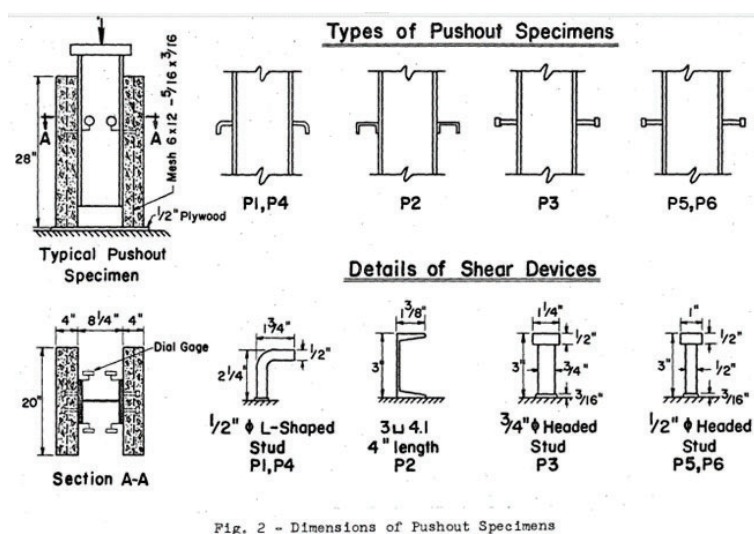 Types of Pushout Specimens
Mesh 6x12 - 5/16 x 3/16
A A
28"
1/2" Plywood
Typical Pushout
Specimen
P1,P4 P2 P3 P5,P6
Details of Shear Devices
4" 8 1/4" 4"
Dial Gage
20"
Section A-A
1 3/4"
1/2"
2 1/4"
1/2" ϕ L-Shaped
Stud
P1,P4
1 3/8"
3"
3 ⊔ 4.1
4" length
P2
1 1/4"
1/2"
3"
3/4"
3/16"
3/4" ϕ Headed
Stud
P3
1"
1/2"
3"
1/2"
3/16"
1/2" ϕ Headed
Stud
P5,P6
Fig. 2 - Dimensions of Pushout Specimens